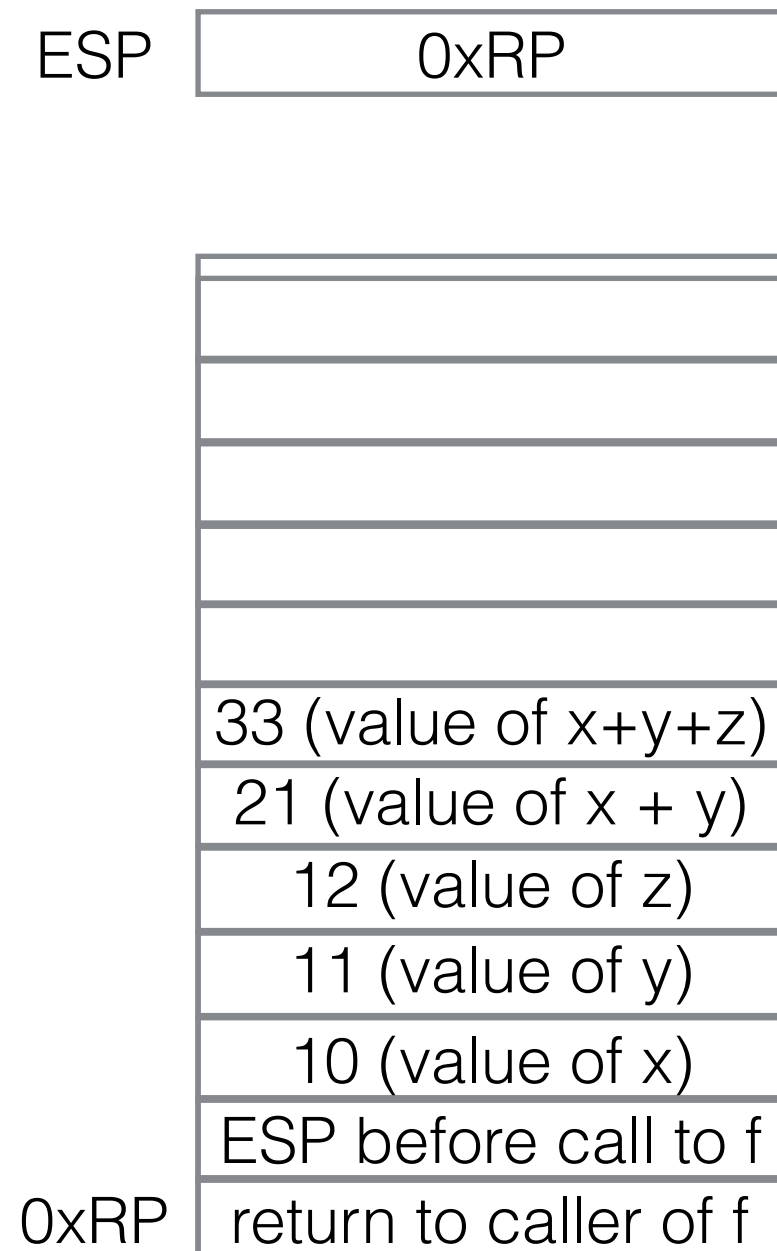 ESP 0xRP
33 (value of x+y+z)
21 (value of x + y)
12 (value of z)
11 (value of y)
10 (value of x)
ESP before call to f
0xRP return to caller of f